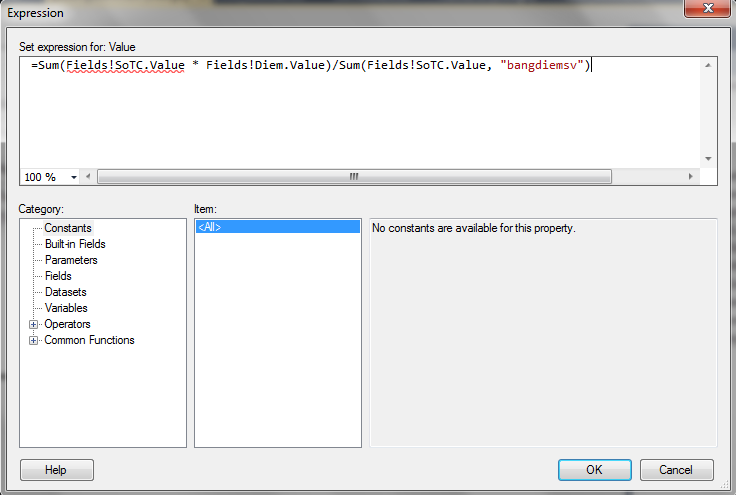 Expression
Set expression for: Value
=Sum(Fields!SoTC.Value * Fields!Diem.Value)/Sum(Fields!SoTC.Value, "bangdiemsv")
100 %
Category:
Item:
Constants
Built-in Fields
Parameters
Fields
Datasets
Variables
Operators
Common Functions
<All>
No constants are available for this property.
Help
OK
Cancel